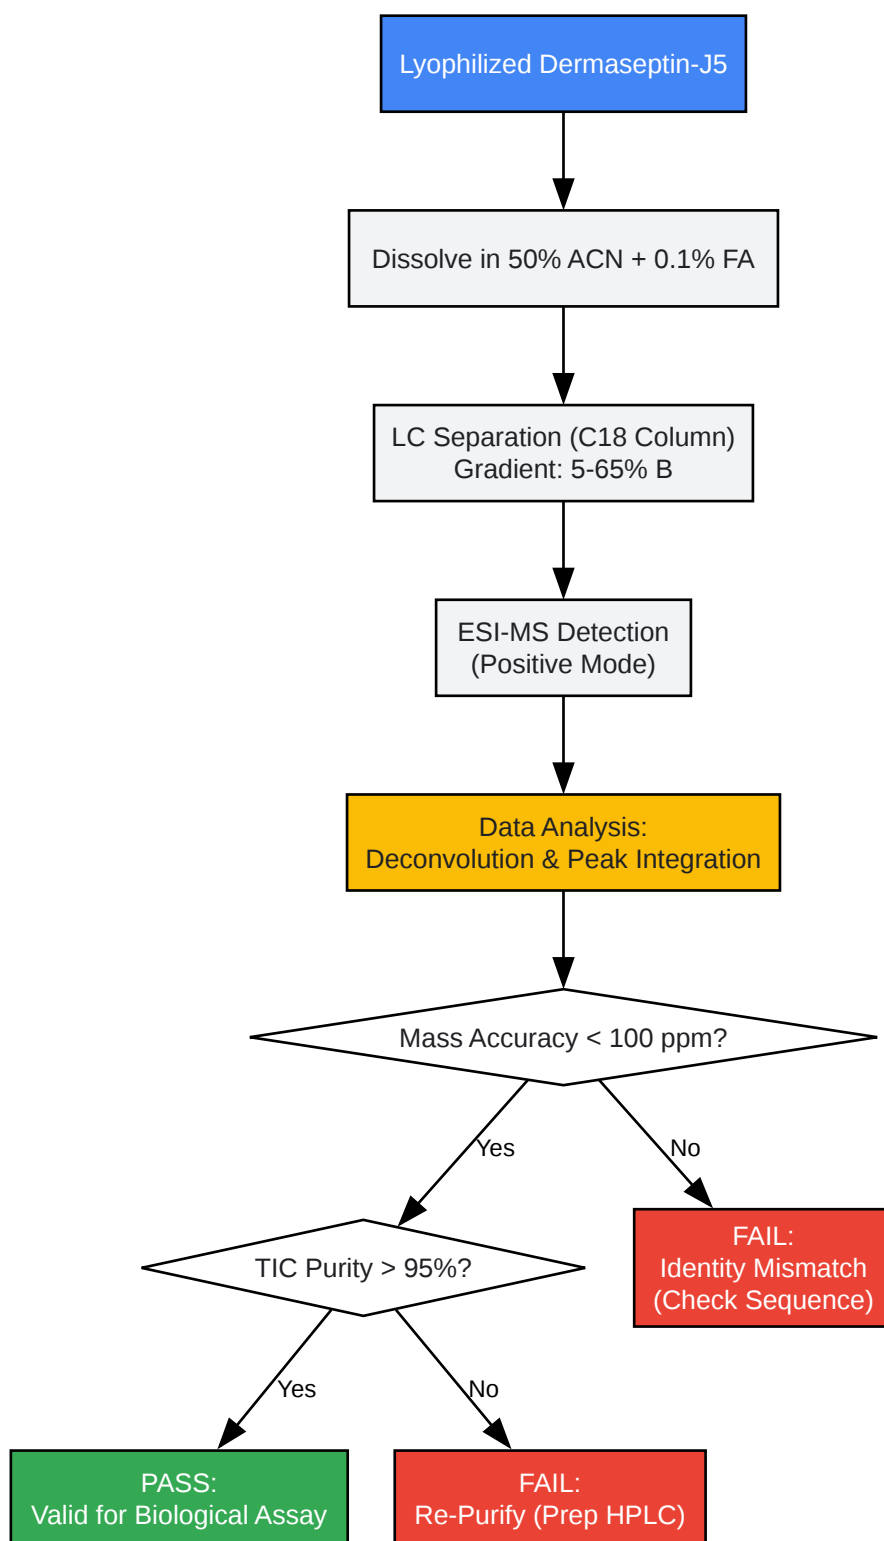 Lyophilized Dermaseptin-J5
Dissolve in 50% ACN + 0.1% FA
LC Separation (C18 Column)
Gradient: 5-65% B
ESI-MS Detection
(Positive Mode)
Data Analysis:
Deconvolution & Peak Integration
Mass Accuracy < 100 ppm?
Yes
No
TIC Purity > 95%?
FAIL:
Identity Mismatch
(Check Sequence)
Yes
No
PASS:
Valid for Biological Assay
FAIL:
Re-Purify (Prep HPLC)